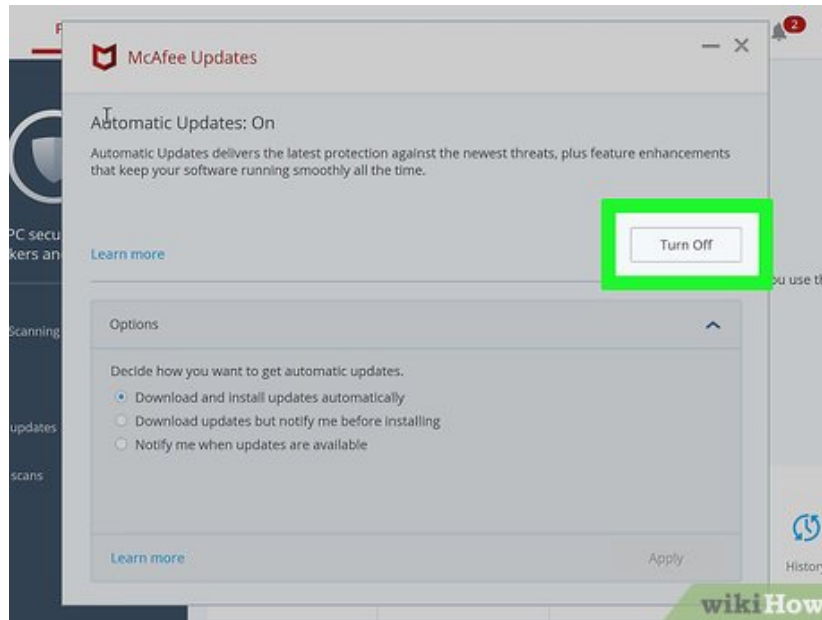 2
McAfee Updates
Automatic Updates: On
Automatic Updates delivers the latest protection against the newest threats, plus feature enhancements
that keep your software running smoothly all the time.
Turn Off
Learn more
Options
Decide how you want to get automatic updates.
Download and install updates automatically
Download updates but notify me before installing
Notify me when updates are available
Learn more
Apply
PC secu
kers an
Scanning
updates
scans
ou use th
History
wikiHow